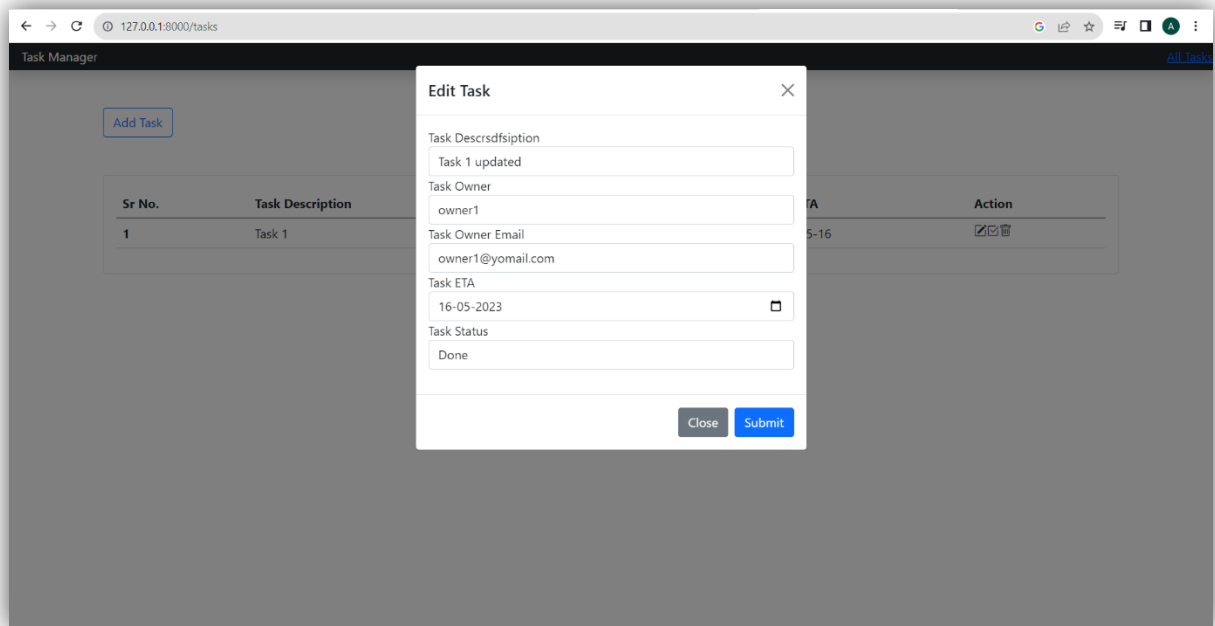 127.0.0.1:8000/tasks
G A
Task Manager All Tasks
Edit Task
Add Task
Task Descrsdfsiption
Task 1 updated
Task Owner
Sr No. Task Description TA Action
owner1
1 Task 1 5-16
Task Owner Email
owner1@yomail.com
Task ETA
16-05-2023
Task Status
Done
Close Submit